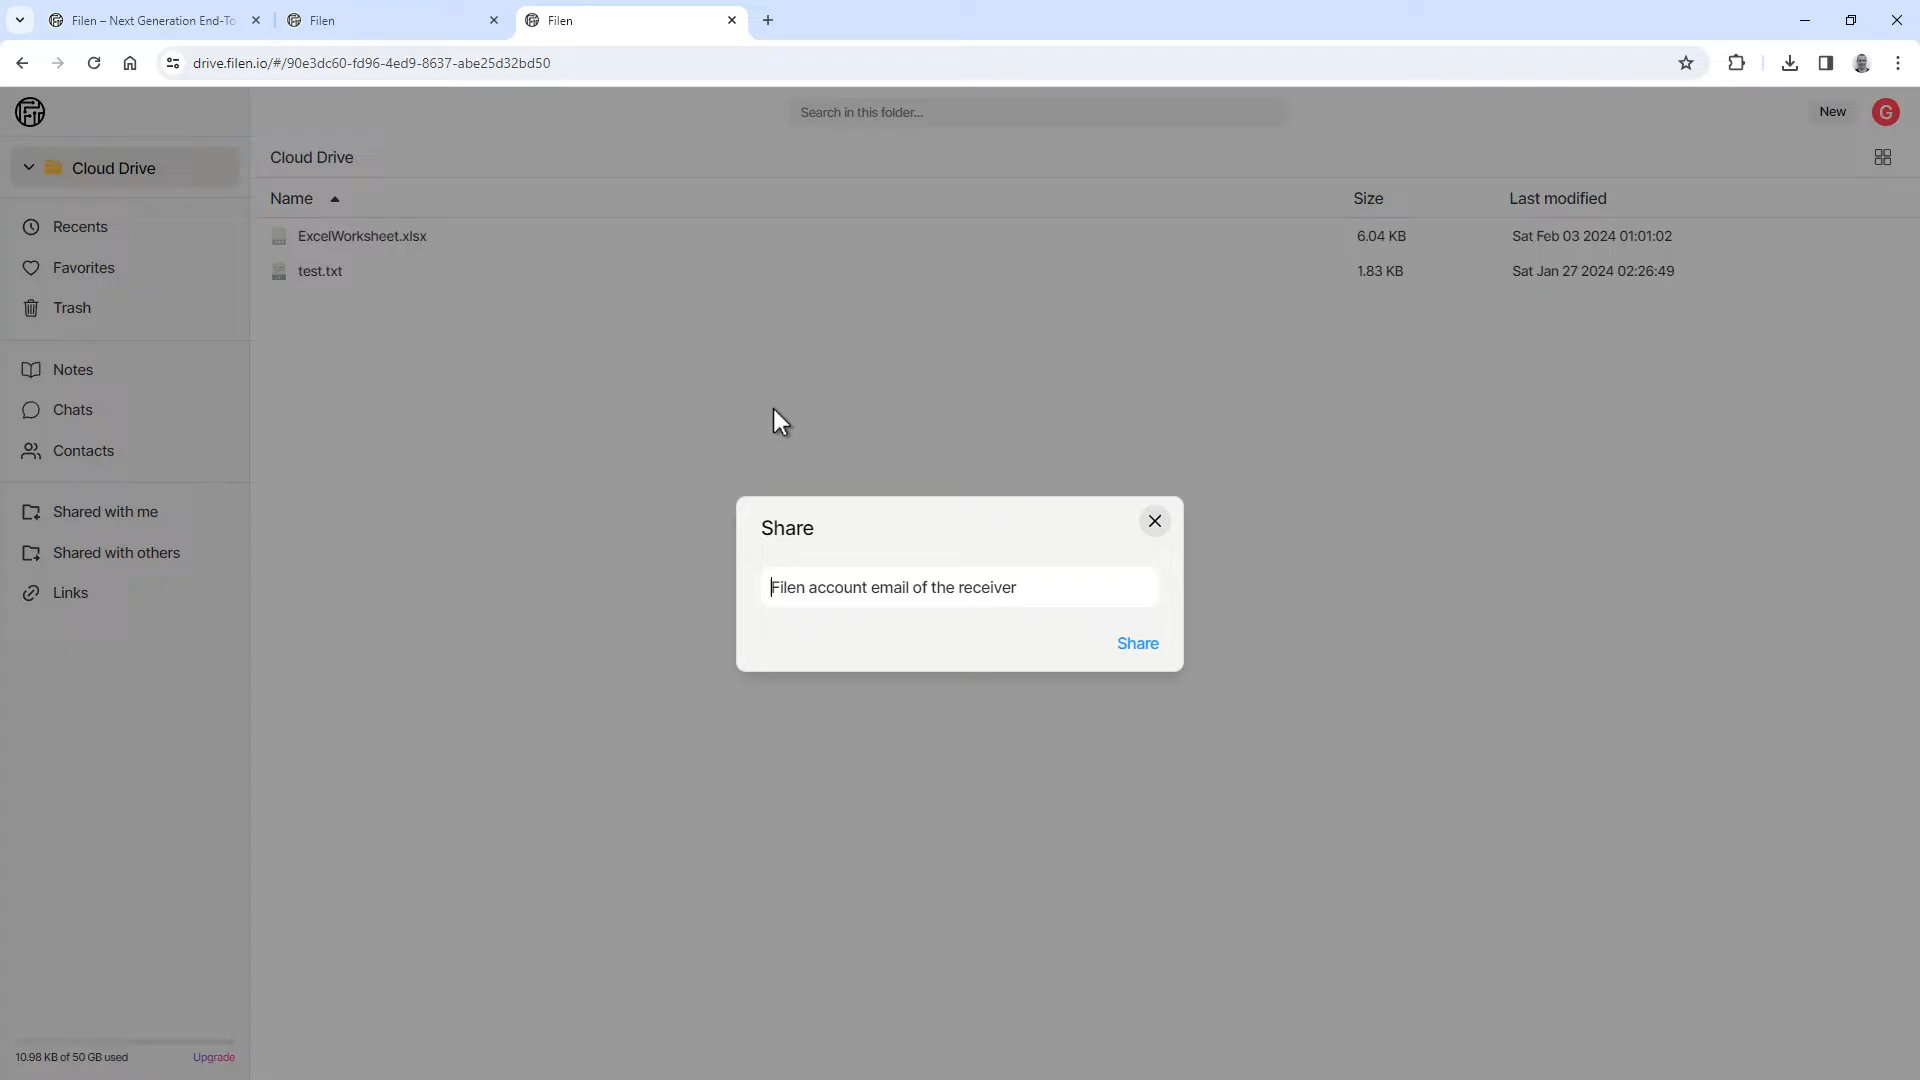 Filen – Next Generation End-To
Filen
Filen
drive.filen.io/#/90e3dc60-fd96-4ed9-8637-abe25d32bd50
Search in this folder...
New
G
Cloud Drive
Cloud Drive
Name
Size
Last modified
Recents
ExcelWorksheet.xlsx
6.04 KB
Sat Feb 03 2024 01:01:02
Favorites
test.txt
1.83 KB
Sat Jan 27 2024 02:26:49
Trash
Notes
Chats
Contacts
Shared with me
Shared with others
Links
Share
Filen account email of the receiver
Share
10.98 KB of 50 GB used
Upgrade